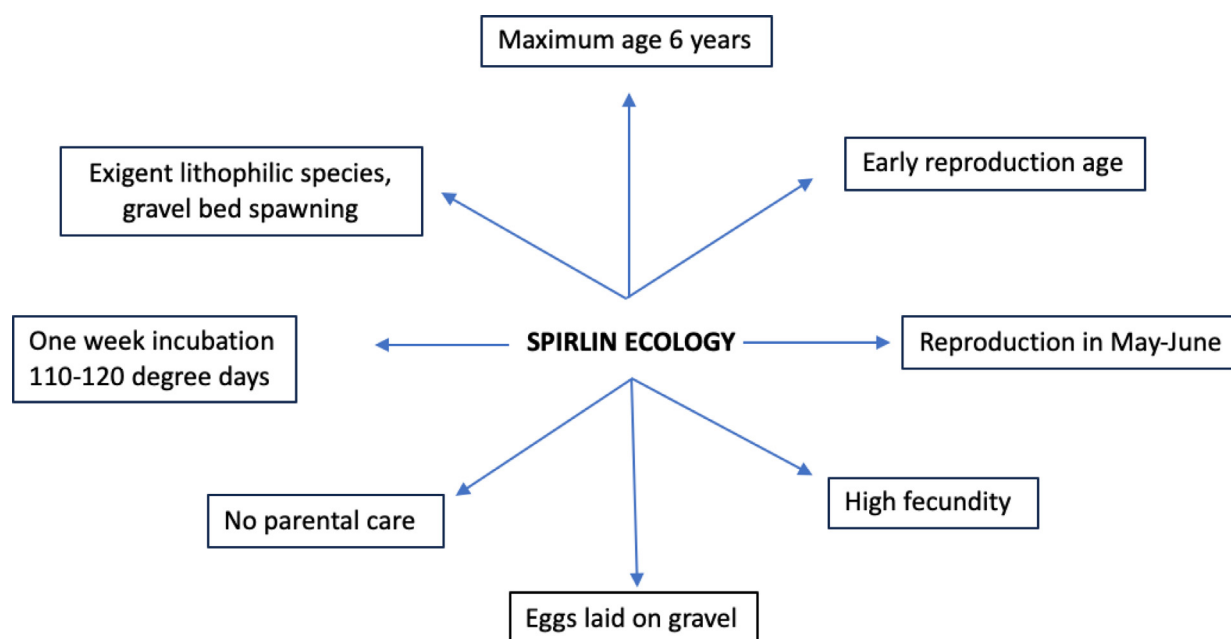 Maximum age 6 years
Exigent lithophilic species,
gravel bed spawning
Early reproduction age
One week incubation
110-120 degree days
SPIRLIN ECOLOGY
Reproduction in May-June
No parental care
High fecundity
Eggs laid on gravel